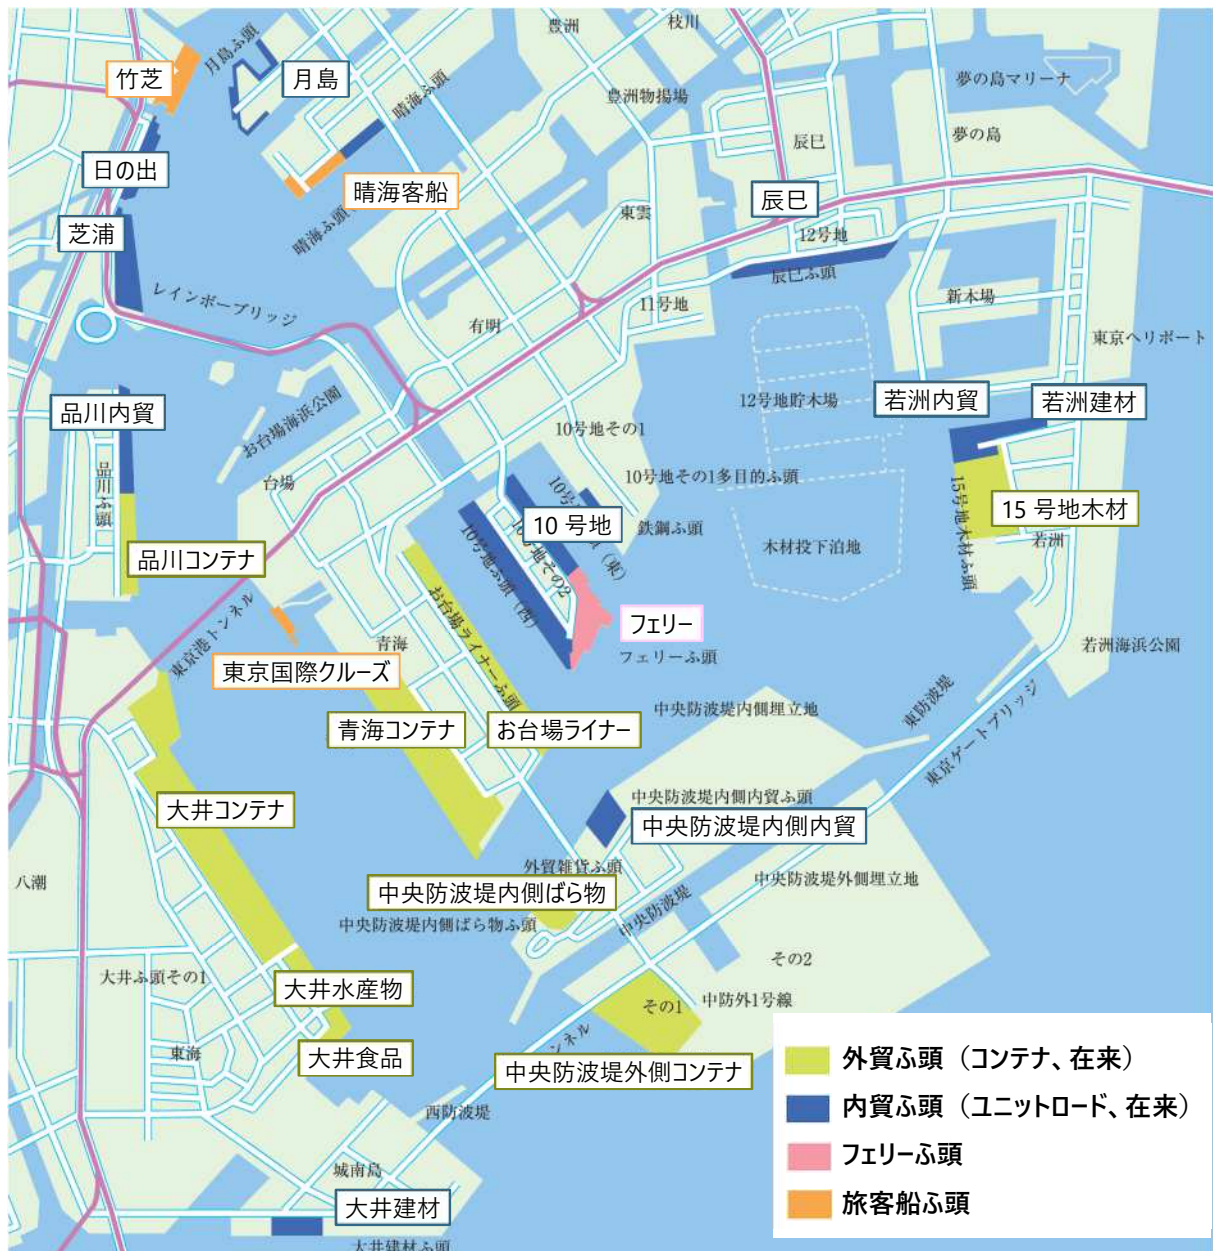 豊洲
枝川
月島ふ頭
竹芝
月島
晴海ふ頭
豊洲物揚場
夢の島マリーナ
辰巳
夢の島
日の出
晴海客船
辰巳
東雲
芝浦
晴海ふ頭
12号地
辰巳ふ頭
レインボーブリッジ
11号地
新木場
有明
東京ヘリポート
品川内貿
お台場海浜公園
12号地貯木場
若洲内貿
若洲建材
10号地その1
台場
品川ふ頭
10号地その1多目的ふ頭
15号地木材ふ頭
15 号地木材
10 号地
鉄鋼ふ頭
木材投下泊地
若洲
品川コンテナ
10号地ふ頭（西）
10号地その2
（東）
お台場ライナーふ頭
フェリー
東京港トンネル
青海
フェリーふ頭
若洲海浜公園
東京国際クルーズ
東防波堤
中央防波堤内側埋立地
青海コンテナ
お台場ライナー
東京ゲートブリッジ
大井コンテナ
中央防波堤内側内貿ふ頭
中央防波堤内側内貿
外貿雑貨ふ頭
八潮
中央防波堤内側ばら物
中央防波堤外側埋立地
中央防波堤内側ばら物ふ頭
中央防波堤
その2
大井ふ頭その1
大井水産物
その1
中防外1号線
東海
大井食品
ンネル
中央防波堤外側コンテナ
西防波堤
城南島
大井建材
大井建材ふ頭
外貿ふ頭（コンテナ、在来）
内貿ふ頭（ユニットロード、在来）
フェリーふ頭
旅客船ふ頭